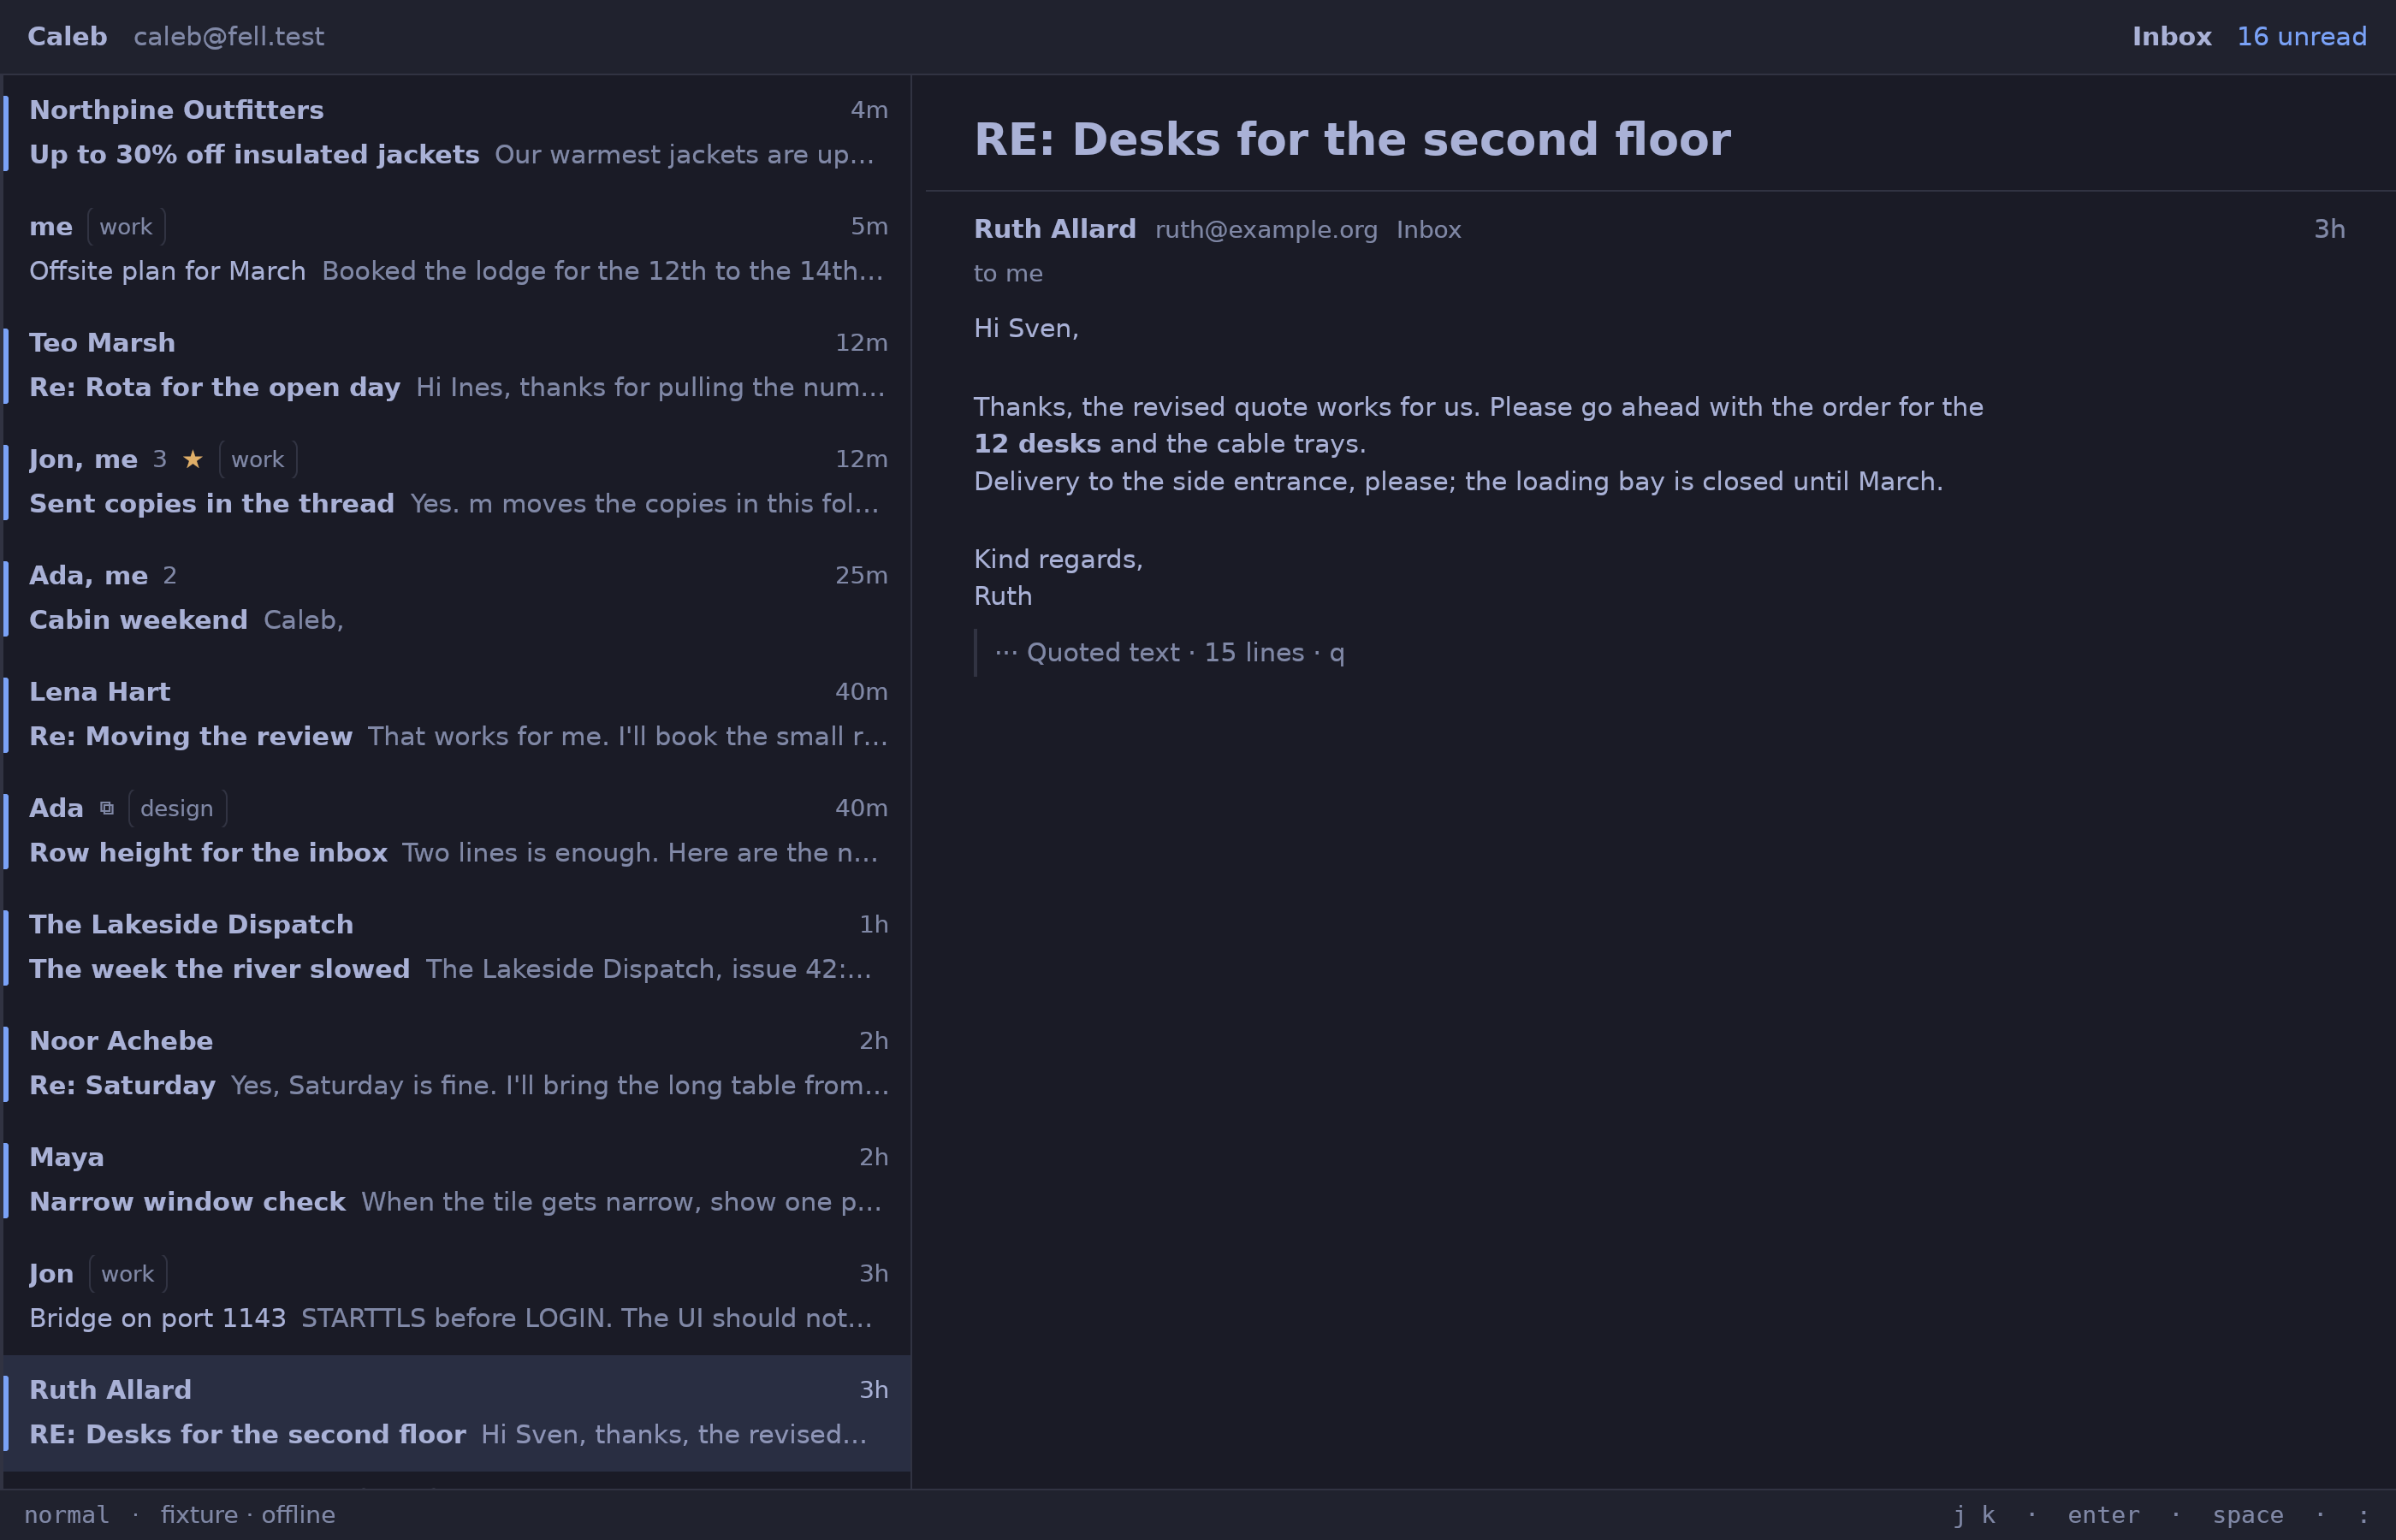 Caleb caleb@fell.test
Inbox 16 unread
Northpine Outfitters 4m
Up to 30% off insulated jackets Our warmest jackets are up...
me work 5m
Offsite plan for March Booked the lodge for the 12th to the 14th...
Teo Marsh 12m
Re: Rota for the open day Hi Ines, thanks for pulling the num...
Jon, me 3 ★ work 12m
Sent copies in the thread Yes. m moves the copies in this fol...
Ada, me 2 25m
Cabin weekend Caleb,
Lena Hart 40m
Re: Moving the review That works for me. I'll book the small r...
Ada design 40m
Row height for the inbox Two lines is enough. Here are the n...
The Lakeside Dispatch 1h
The week the river slowed The Lakeside Dispatch, issue 42:...
Noor Achebe 2h
Re: Saturday Yes, Saturday is fine. I'll bring the long table from...
Maya 2h
Narrow window check When the tile gets narrow, show one p...
Jon work 3h
Bridge on port 1143 STARTTLS before LOGIN. The UI should not...
Ruth Allard 3h
RE: Desks for the second floor Hi Sven, thanks, the revised...
RE: Desks for the second floor
Ruth Allard ruth@example.org Inbox 3h
to me
Hi Sven,
Thanks, the revised quote works for us. Please go ahead with the order for the
12 desks and the cable trays.
Delivery to the side entrance, please; the loading bay is closed until March.
Kind regards,
Ruth
··· Quoted text · 15 lines · q
normal · fixture · offline
j k · enter · space · :